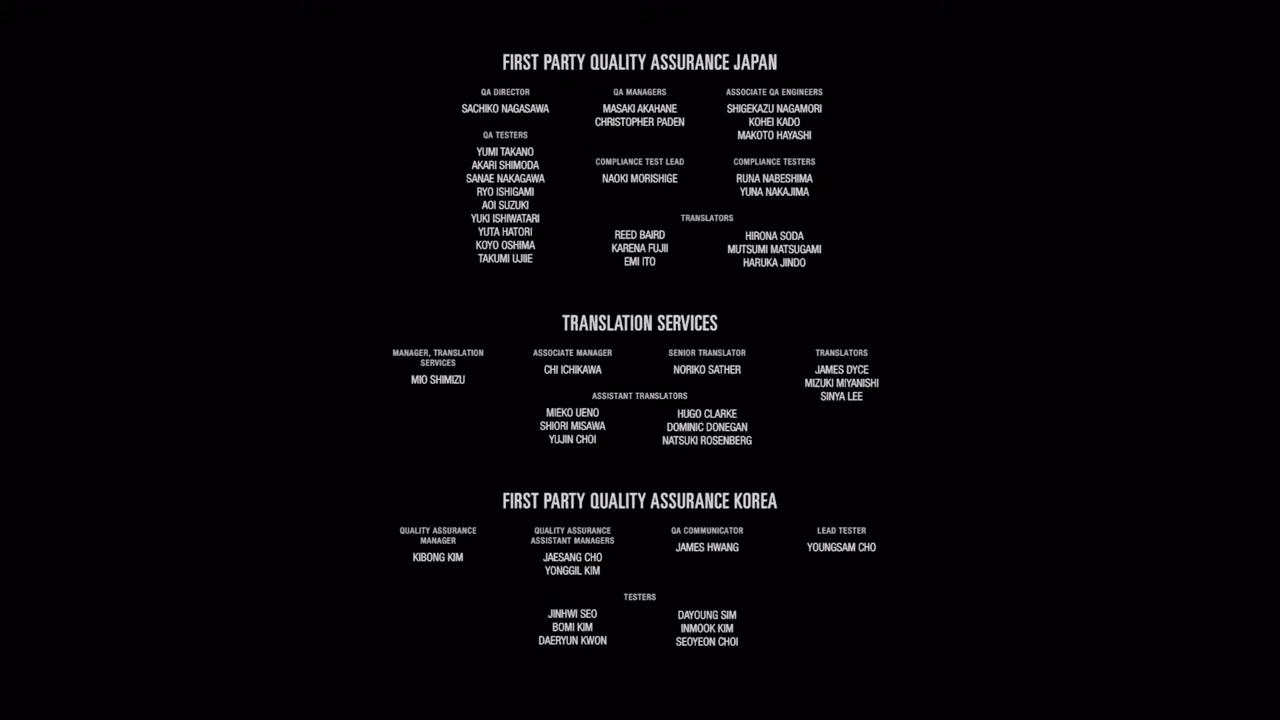 FIRST PARTY QUALITY ASSURANCE JAPAN
QA DIRECTOR
SACHIKO NAGASAWA
QA MANAGERS
MASAKI AKAHANE
CHRISTOPHER PADEN
ASSOCIATE QA ENGINEERS
SHIGEKAZU NAGAMORI
KOHEI KADO
MAKOTO HAYASHI
QA TESTERS
YUMI TAKANO
AKARI SHIMODA
SANAE NAKAGAWA
RYO ISHIGAMI
AOI SUZUKI
YUKI ISHIWATARI
YUTA HATORI
KOYO OSHIMA
TAKUMI UJIIE
COMPLIANCE TEST LEAD
NAOKI MORISHIGE
COMPLIANCE TESTERS
RUNA NABESHIMA
YUNA NAKAJIMA
TRANSLATORS
REED BAIRD
KARENA FUJII
EMI ITO
HIRONA SODA
MUTSUMI MATSUGAMI
HARUKA JINDO
TRANSLATION SERVICES
MANAGER, TRANSLATION
SERVICES
MIO SHIMIZU
ASSOCIATE MANAGER
CHI ICHIKAWA
SENIOR TRANSLATOR
NORIKO SATHER
TRANSLATORS
JAMES DYCE
MIZUKI MIYANISHI
SINYA LEE
ASSISTANT TRANSLATORS
MIEKO UENO
SHIORI MISAWA
YUJIN CHOI
HUGO CLARKE
DOMINIC DONEGAN
NATSUKI ROSENBERG
FIRST PARTY QUALITY ASSURANCE KOREA
QUALITY ASSURANCE
MANAGER
KIBONG KIM
QUALITY ASSURANCE
ASSISTANT MANAGERS
JAESANG CHO
YONGGIL KIM
QA COMMUNICATOR
JAMES HWANG
LEAD TESTER
YOUNGSAM CHO
TESTERS
JINHWI SEO
BOMI KIM
DAERYUN KWON
DAYOUNG SIM
INMOOK KIM
SEOYEON CHOI